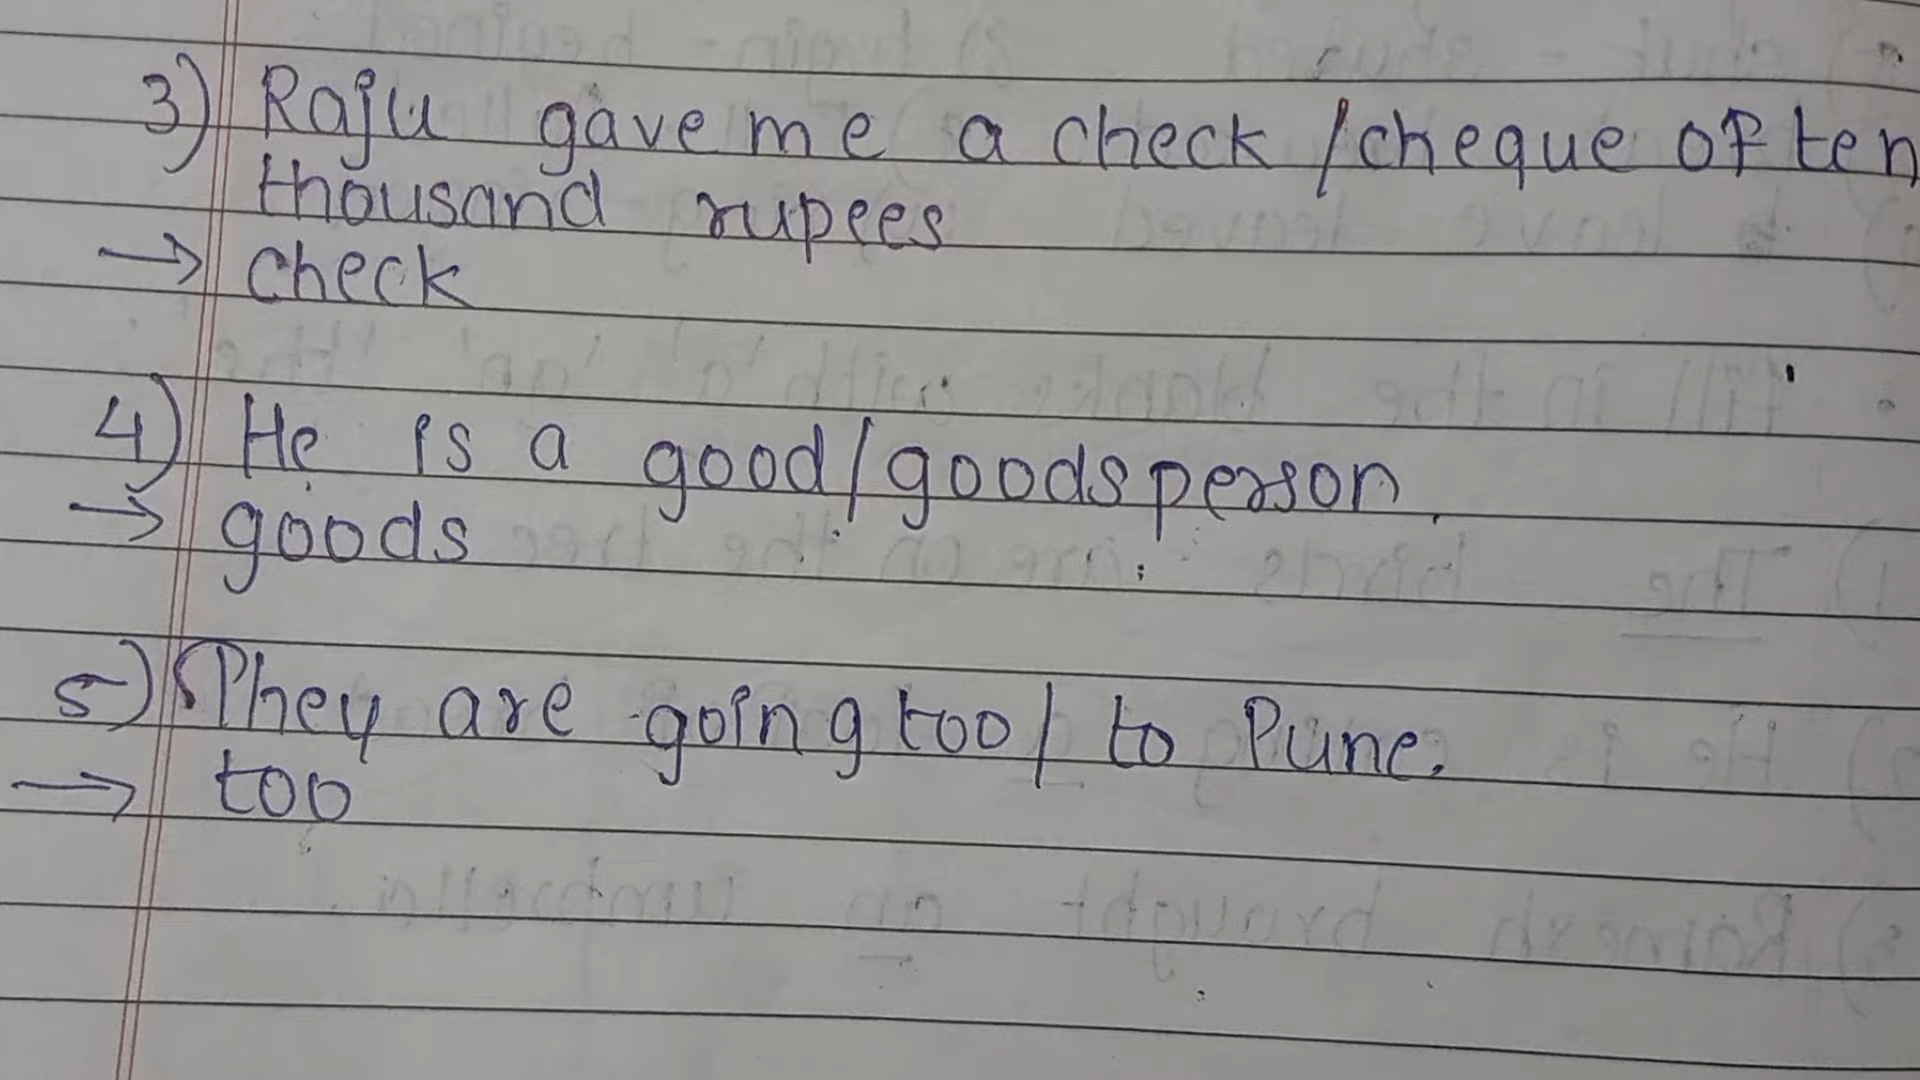 3) Raju gave me a check / cheque of ten
thousand rupees
→ check
4) He is a good / goods person.
→ goods
5) They are going too / to Pune.
→ too